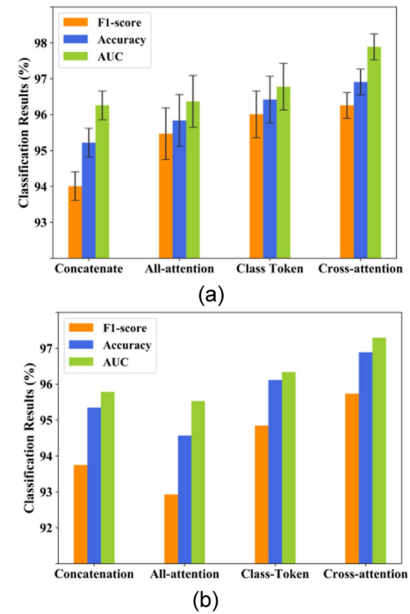 F1-score
Accuracy
AUC
Classification Results (%)
98
97
96
95
94
93
Concatenate All-attention Class Token Cross-attention
(a)
F1-score
Accuracy
AUC
Classification Results (%)
97
96
95
94
93
92
91
Concatenation All-attention Class-Token Cross-attention
(b)